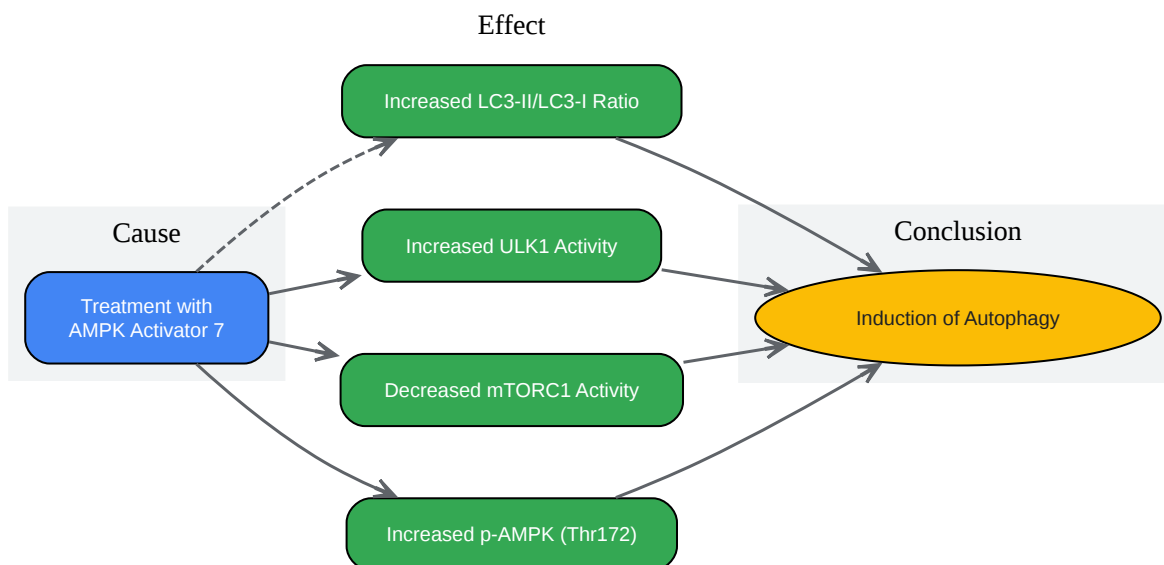 Effect
Increased LC3-II/LC3-I Ratio
Cause
Treatment with
AMPK Activator 7
Increased ULK1 Activity
Decreased mTORC1 Activity
Increased p-AMPK (Thr172)
Conclusion
Induction of Autophagy